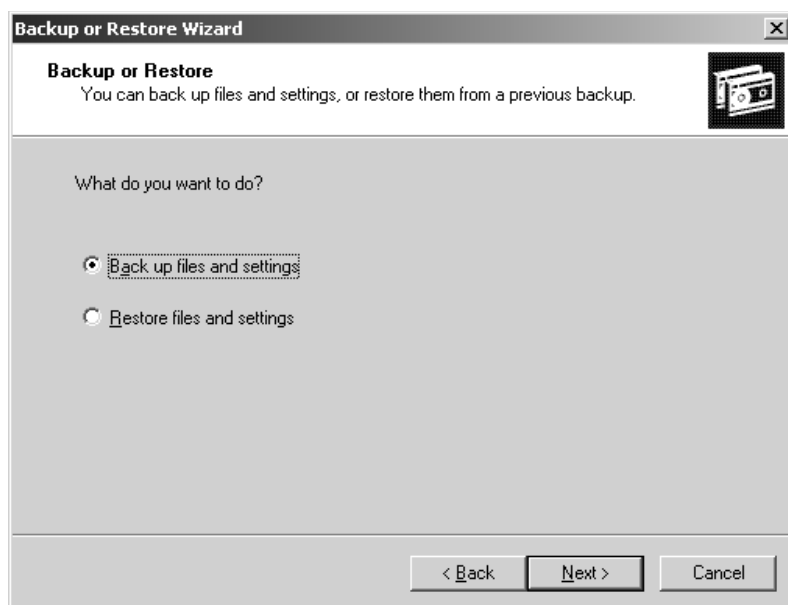 Backup or Restore Wizard
Backup or Restore
You can back up files and settings, or restore them from a previous backup.
What do you want to do?
Back up files and settings
Restore files and settings
< Back Next > Cancel